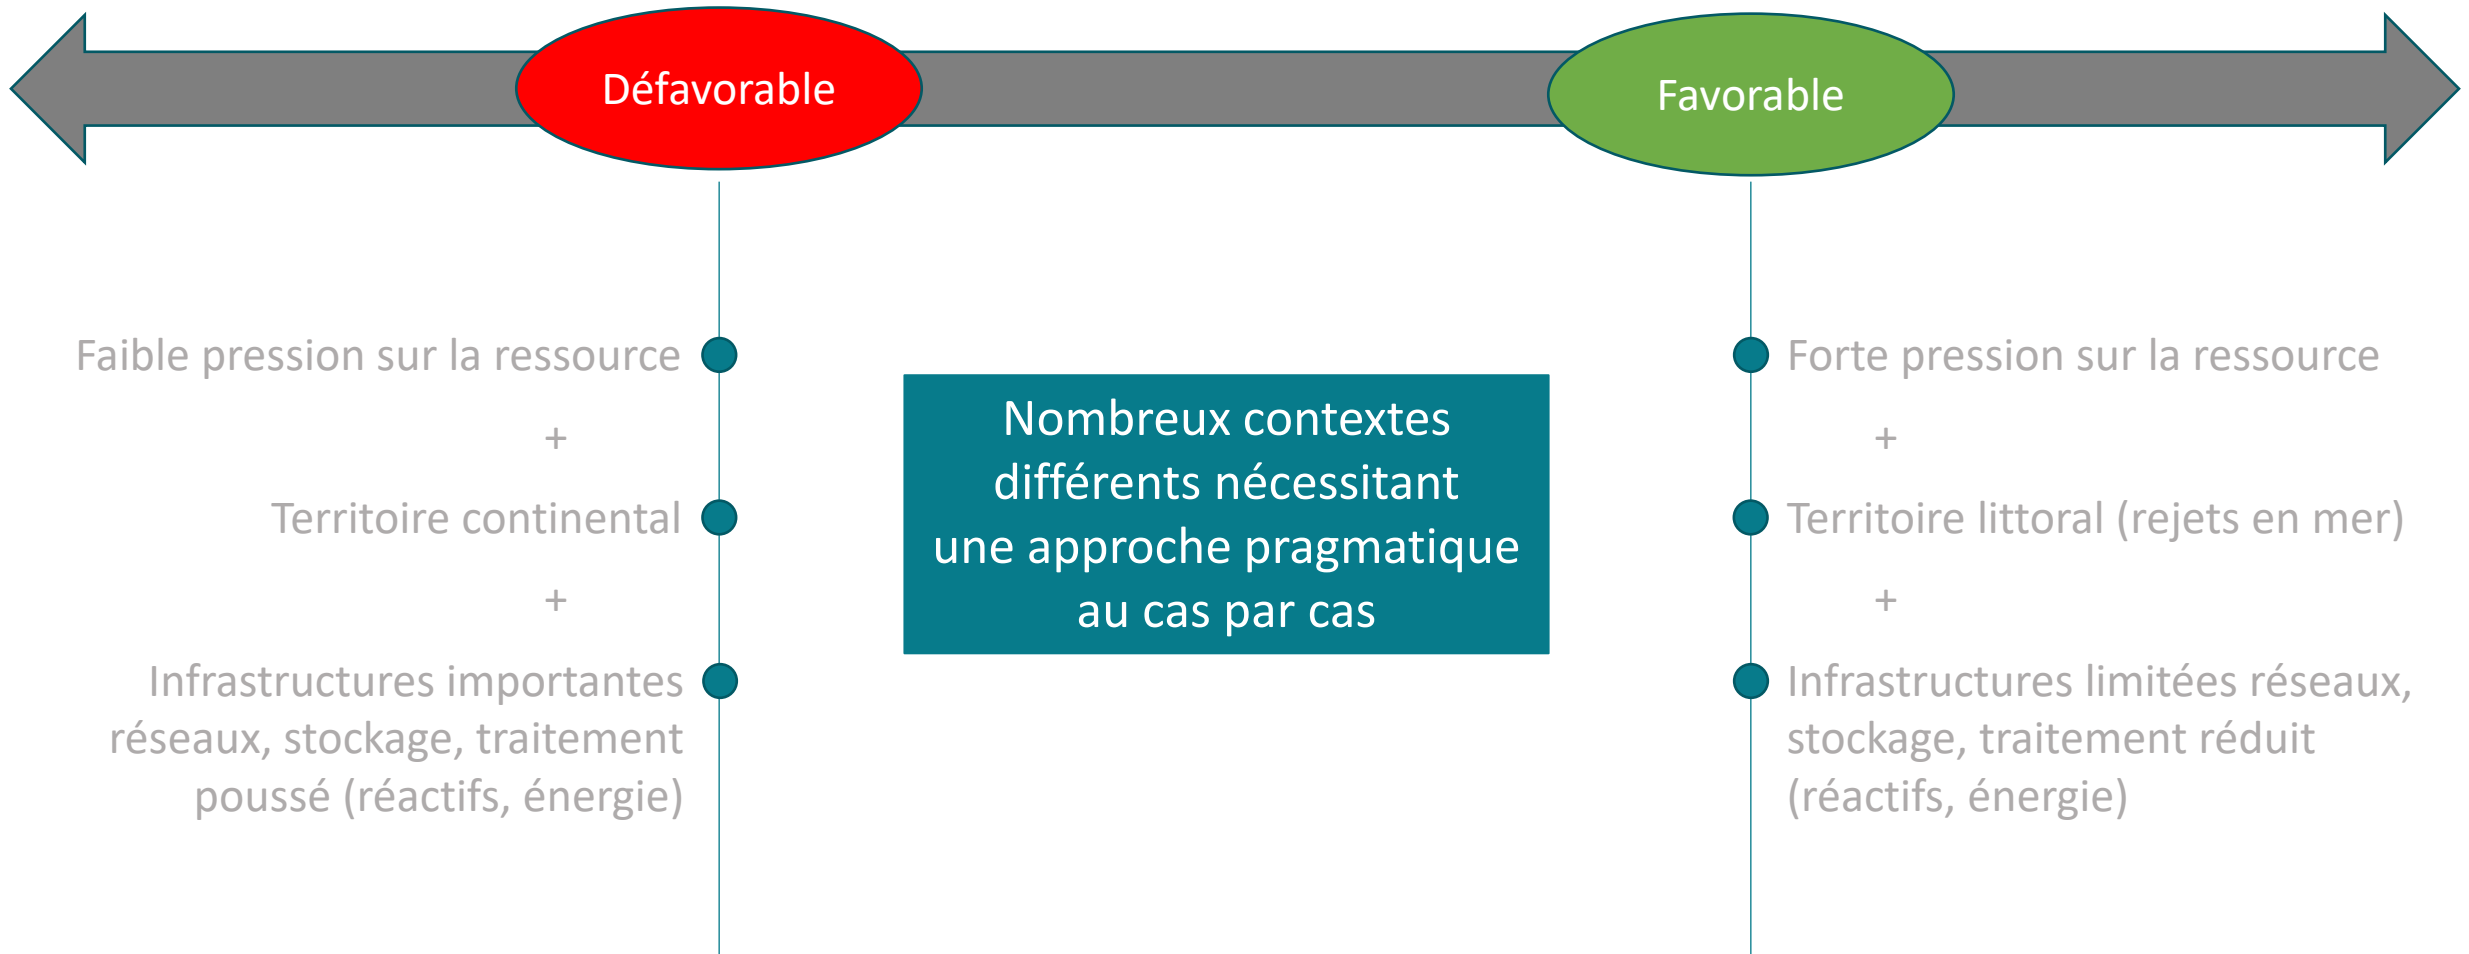 Défavorable
Favorable
Faible pression sur la ressource
+
Territoire continental
+
Infrastructures importantes
réseaux, stockage, traitement
poussé (réactifs, énergie)
Nombreux contextes
différents nécessitant
une approche pragmatique
au cas par cas
Forte pression sur la ressource
+
Territoire littoral (rejets en mer)
+
Infrastructures limitées réseaux,
stockage, traitement réduit
(réactifs, énergie)